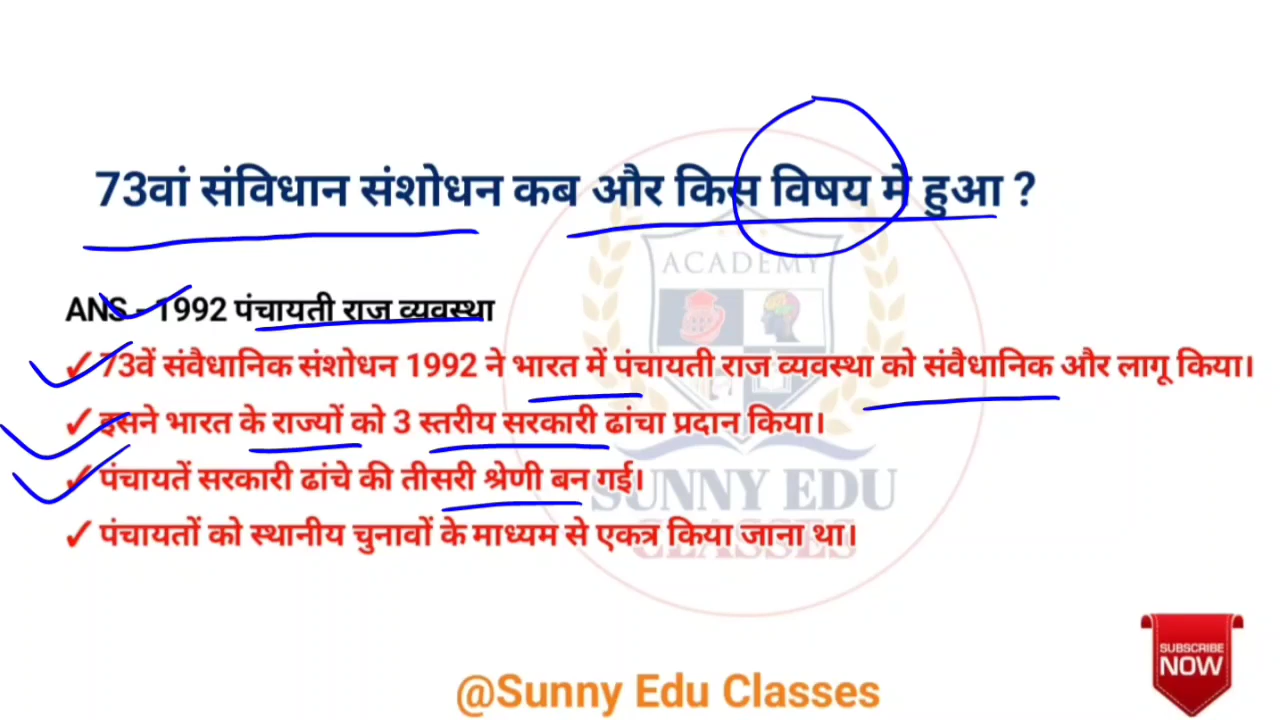 73वां संविधान संशोधन कब और किस विषय मे हुआ ?
ACADEMY
ANS - 1992 पंचायती राज व्यवस्था
✓ 73वें संवैधानिक संशोधन 1992 ने भारत में पंचायती राज व्यवस्था को संवैधानिक और लागू किया।
✓ इसने भारत के राज्यों को 3 स्तरीय सरकारी ढांचा प्रदान किया।
✓ पंचायतें सरकारी ढांचे की तीसरी श्रेणी बन गई।
SUNNY EDU
✓ पंचायतों को स्थानीय चुनावों के माध्यम से एकत्र किया जाना था।
CLASSES
SUBSCRIBE
NOW
@Sunny Edu Classes